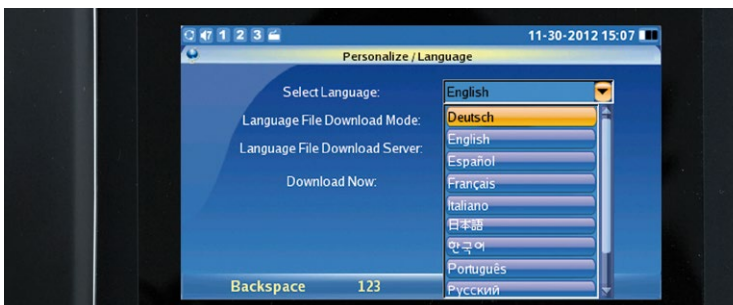 1 2 3 11-30-2012 15:07
Personalize / Language
Select Language: English
Language File Download Mode:
Language File Download Server:
Download Now:
Deutsch
English
Español
Français
Italiano
日本語
한국어
Português
Русский
Backspace 123